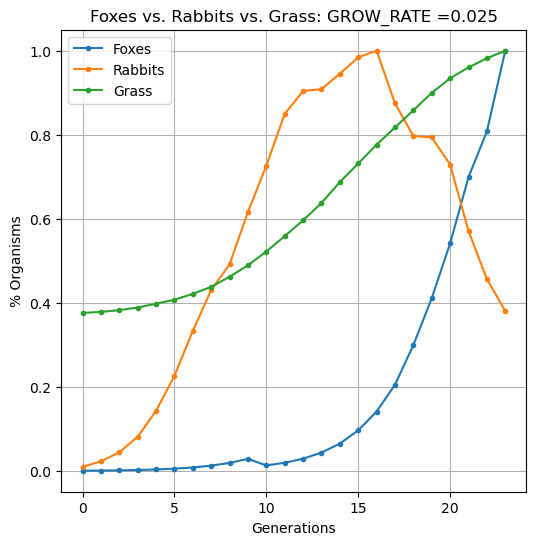 Foxes vs. Rabbits vs. Grass: GROW_RATE =0.025
Foxes
Rabbits
Grass
% Organisms
1.0
0.8
0.6
0.4
0.2
0.0
0 5 10 15 20
Generations